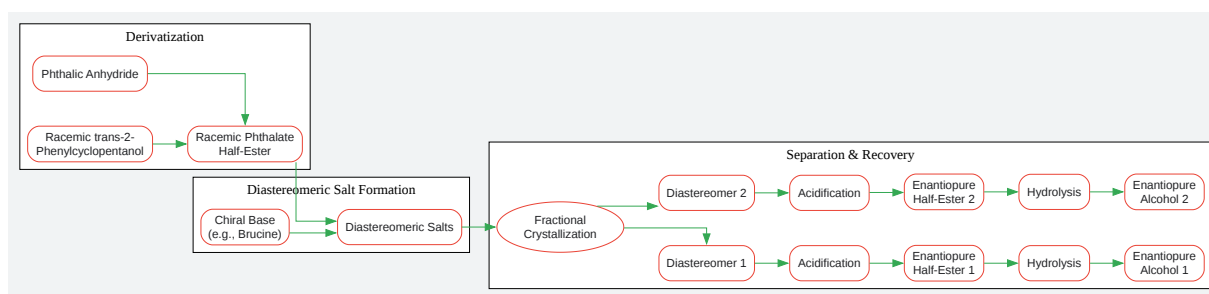 Derivatization
Phthalic Anhydride
Racemic trans-2-
Phenylcyclopentanol
Racemic Phthalate
Half-Ester
Diastereomeric Salt Formation
Chiral Base
(e.g., Brucine)
Diastereomeric Salts
Separation & Recovery
Fractional
Crystallization
Diastereomer 2
Acidification
Enantiopure
Half-Ester 2
Hydrolysis
Enantiopure
Alcohol 2
Diastereomer 1
Acidification
Enantiopure
Half-Ester 1
Hydrolysis
Enantiopure
Alcohol 1